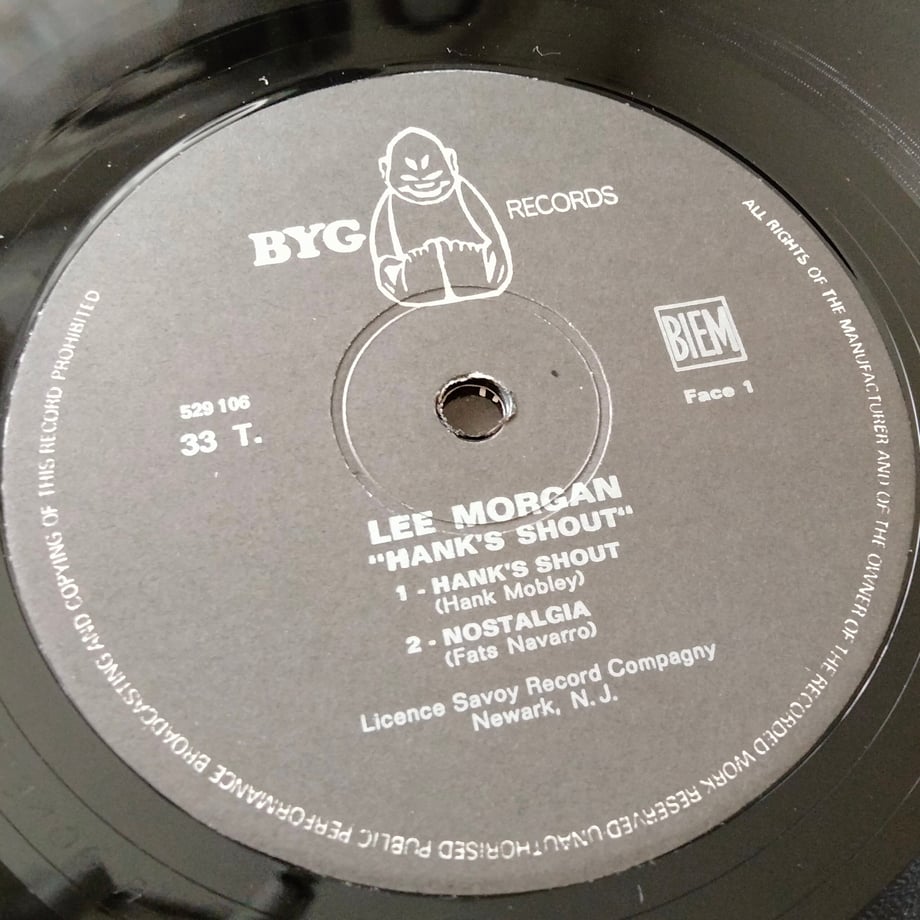 BYG RECORDS
BIEM
Face 1
529 106
33 T.
LEE MORGAN
"HANK'S SHOUT"
1 - HANK'S SHOUT
(Hank Mobley)
2 - NOSTALGIA
(Fats Navarro)
Licence Savoy Record Compagny
Newark, N.J.
ALL RIGHTS OF THE MANUFACTURER AND OF THE OWNER OF THE RECORDED WORK RESERVED·UNAUTHORISED PUBLIC PERFORMANCE BROADCASTING AND COPYING OF THIS RECORD PROHIBITED